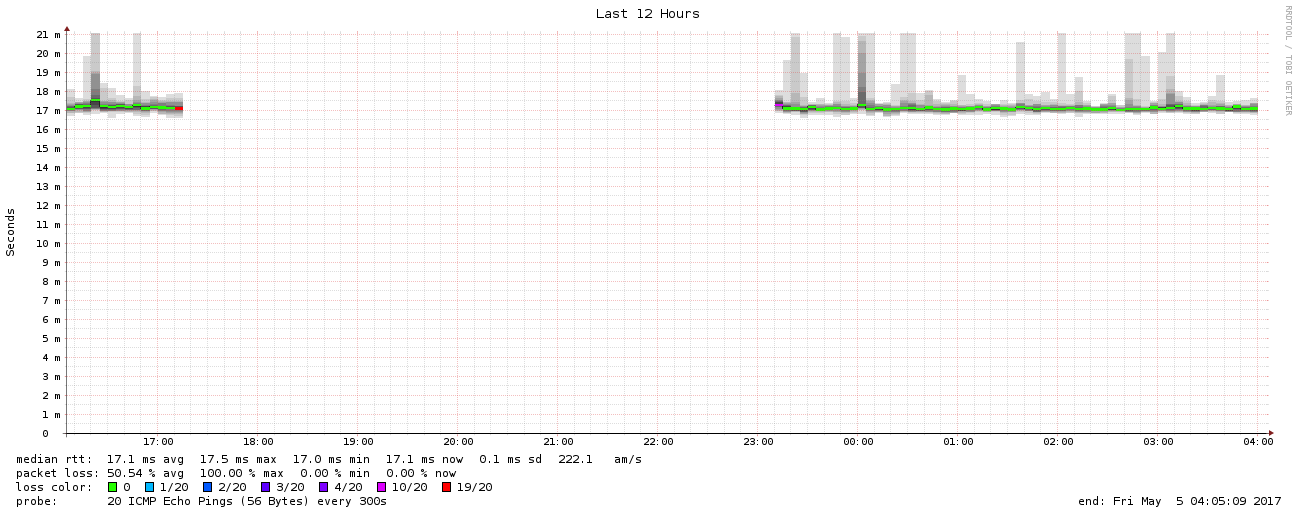 Last 12 Hours
RRDTOOL / TOBI OETIKER
Seconds
21 m
20 m
19 m
18 m
17 m
16 m
15 m
14 m
13 m
12 m
11 m
10 m
9 m
8 m
7 m
6 m
5 m
4 m
3 m
2 m
1 m
0
17:00 18:00 19:00 20:00 21:00 22:00 23:00 00:00 01:00 02:00 03:00 04:00
median rtt: 17.1 ms avg 17.5 ms max 17.0 ms min 17.1 ms now 0.1 ms sd 222.1 am/s
packet loss: 50.54 % avg 100.00 % max 0.00 % min 0.00 % now
loss color: 0 1/20 2/20 3/20 4/20 10/20 19/20
probe: 20 ICMP Echo Pings (56 Bytes) every 300s end: Fri May 5 04:05:09 2017